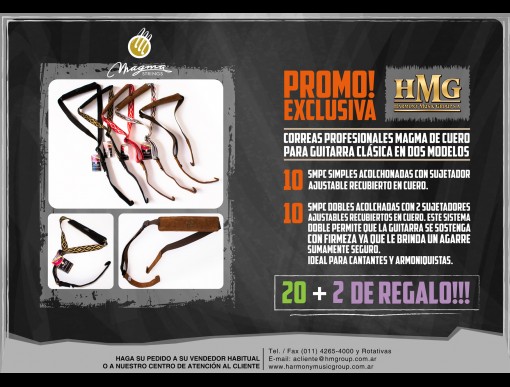 Magma
STRINGS
PROMO!
EXCLUSIVA
HMG
HARMONY MUSIC GROUP S.A.
CORREAS PROFESIONALES MAGMA DE CUERO
PARA GUITARRA CLÁSICA EN DOS MODELOS
10 SMPC SIMPLES ACOLCHONADAS CON SUJETADOR
AJUSTABLE RECUBIERTO EN CUERO.
10 SMPC DOBLES ACOLCHADAS CON 2 SUJETADORES
AJUSTABLES RECUBIERTOS EN CUERO. ESTE SISTEMA
DOBLE PERMITE QUE LA GUITARRA SE SOSTENGA
CON FIRMEZA YA QUE LE BRINDA UN AGARRE
SUMAMENTE SEGURO.
IDEAL PARA CANTANTES Y ARMONIQUISTAS.
20 + 2 DE REGALO!!!
HAGA SU PEDIDO A SU VENDEDOR HABITUAL
O A NUESTRO CENTRO DE ATENCIÓN AL CLIENTE
Tel. / Fax (011) 4265-4000 y Rotativas
E-mail: acliente@hmgroup.com.ar
www.harmonymusicgroup.com.ar